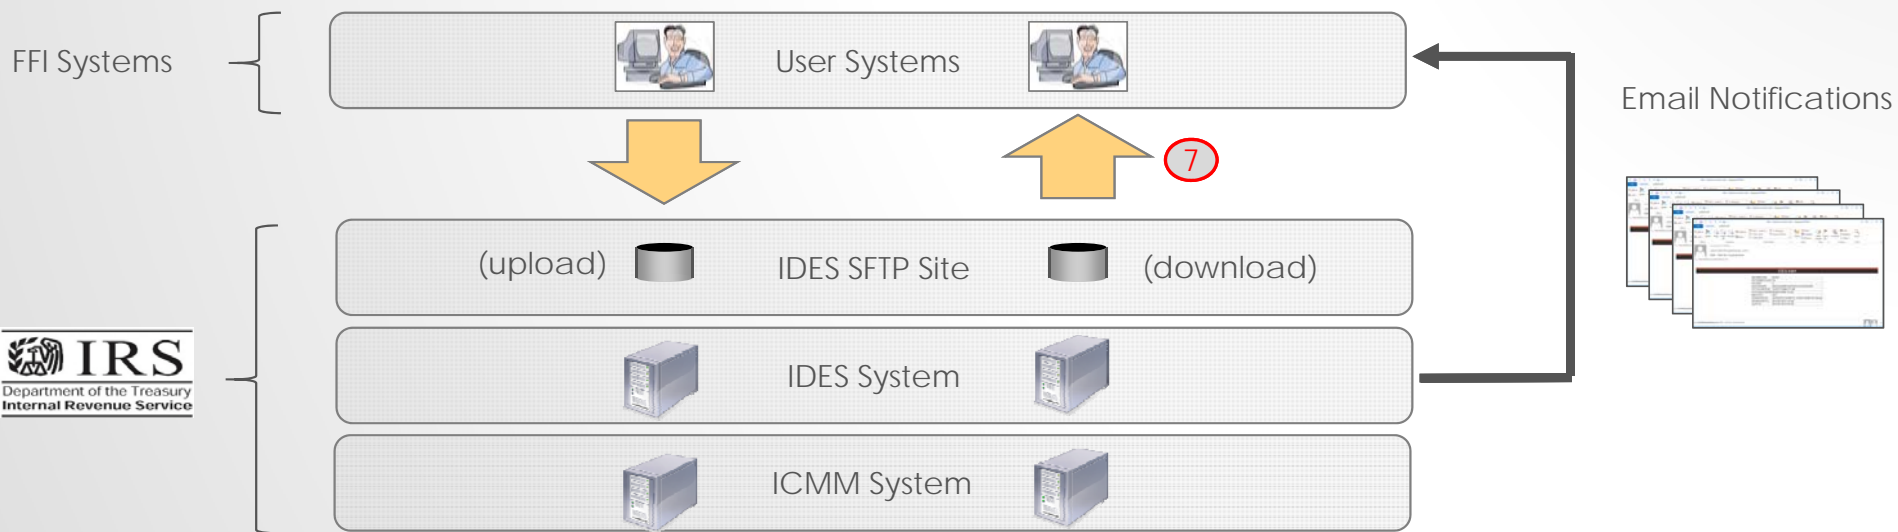 FFI Systems
User Systems
Email Notifications
7
(upload)
IDES SFTP Site
(download)
IRS
Department of the Treasury
Internal Revenue Service
IDES System
ICMM System